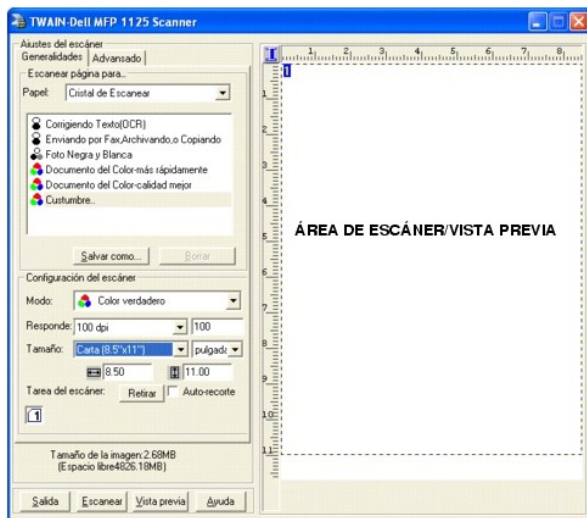 TWAIN-Dell MFP 1125 Scanner
Ajustes del escáner
Generalidades Advansado
Escanear página para..
Papel: Cristal de Escanear
Corrigiendo Texto(OCR)
Enviando por Fax,Archivando,o Copiando
Foto Negra y Blanca
Documento del Color-más rápidamente
Documento del Color-calidad mejor
Custumbre..
Salvar como... Borrar
Configuración del escáner
Modo: Color verdadero
Responde: 100 dpi 100
Tamaño: Carta (8.5"x11") pulgada
8.50 11.00
Tarea del escáner: Retirar Auto-recorte
1
Tamaño de la imagen:2.68MB
(Espacio libre4826.18MB)
Salida Escanear Vista previa Ayuda
1 2 3 4 5 6 7 8
1
1
2
3
4
5
6
7
8
9
10
11
ÁREA DE ESCÁNER/VISTA PREVIA